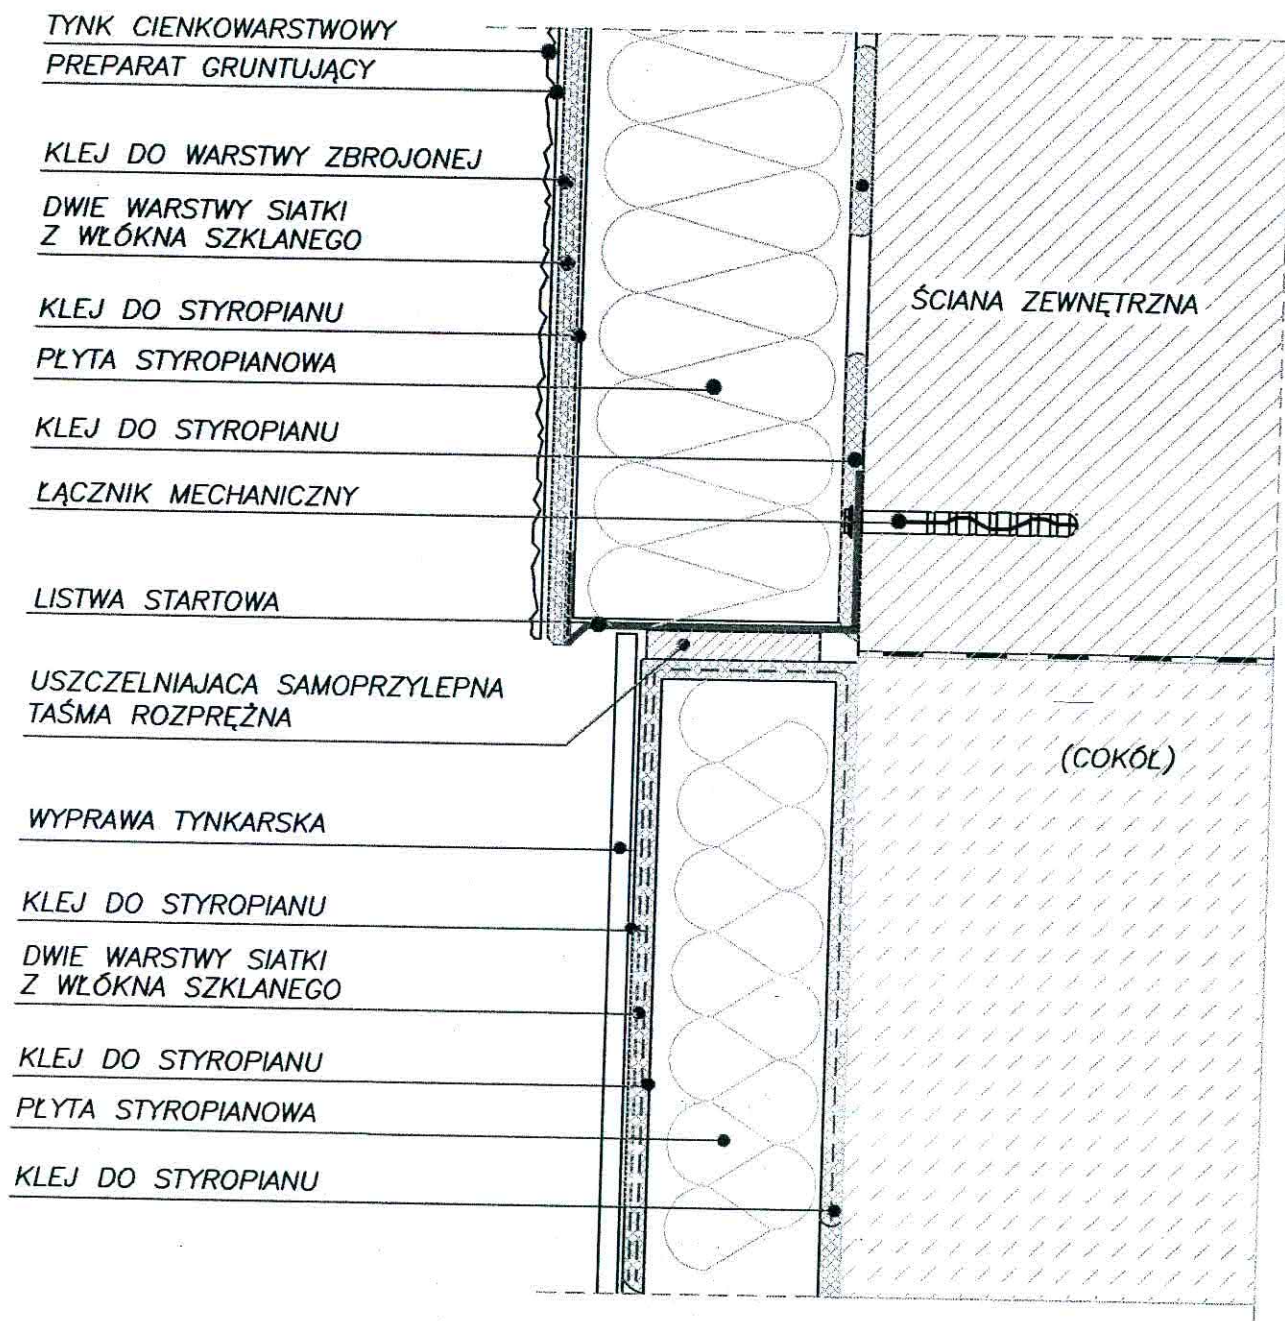 TYNK CIENKOWARSTWOWY
PREPARAT GRUNTUJĄCY
KLEJ DO WARSTWY ZBROJONEJ
DWIE WARSTWY SIATKI
Z WŁÓKNA SZKLANEGO
KLEJ DO STYROPIANU
PŁYTA STYROPIANOWA
KLEJ DO STYROPIANU
ŁĄCZNIK MECHANICZNY
LISTWA STARTOWA
USZCZELNIAJACA SAMOPRZYLEPNA
TAŚMA ROZPRĘŻNA
WYPRAWA TYNKARSKA
KLEJ DO STYROPIANU
DWIE WARSTWY SIATKI
Z WŁÓKNA SZKLANEGO
KLEJ DO STYROPIANU
PŁYTA STYROPIANOWA
KLEJ DO STYROPIANU
ŚCIANA ZEWNĘTRZNA
(COKÓŁ)